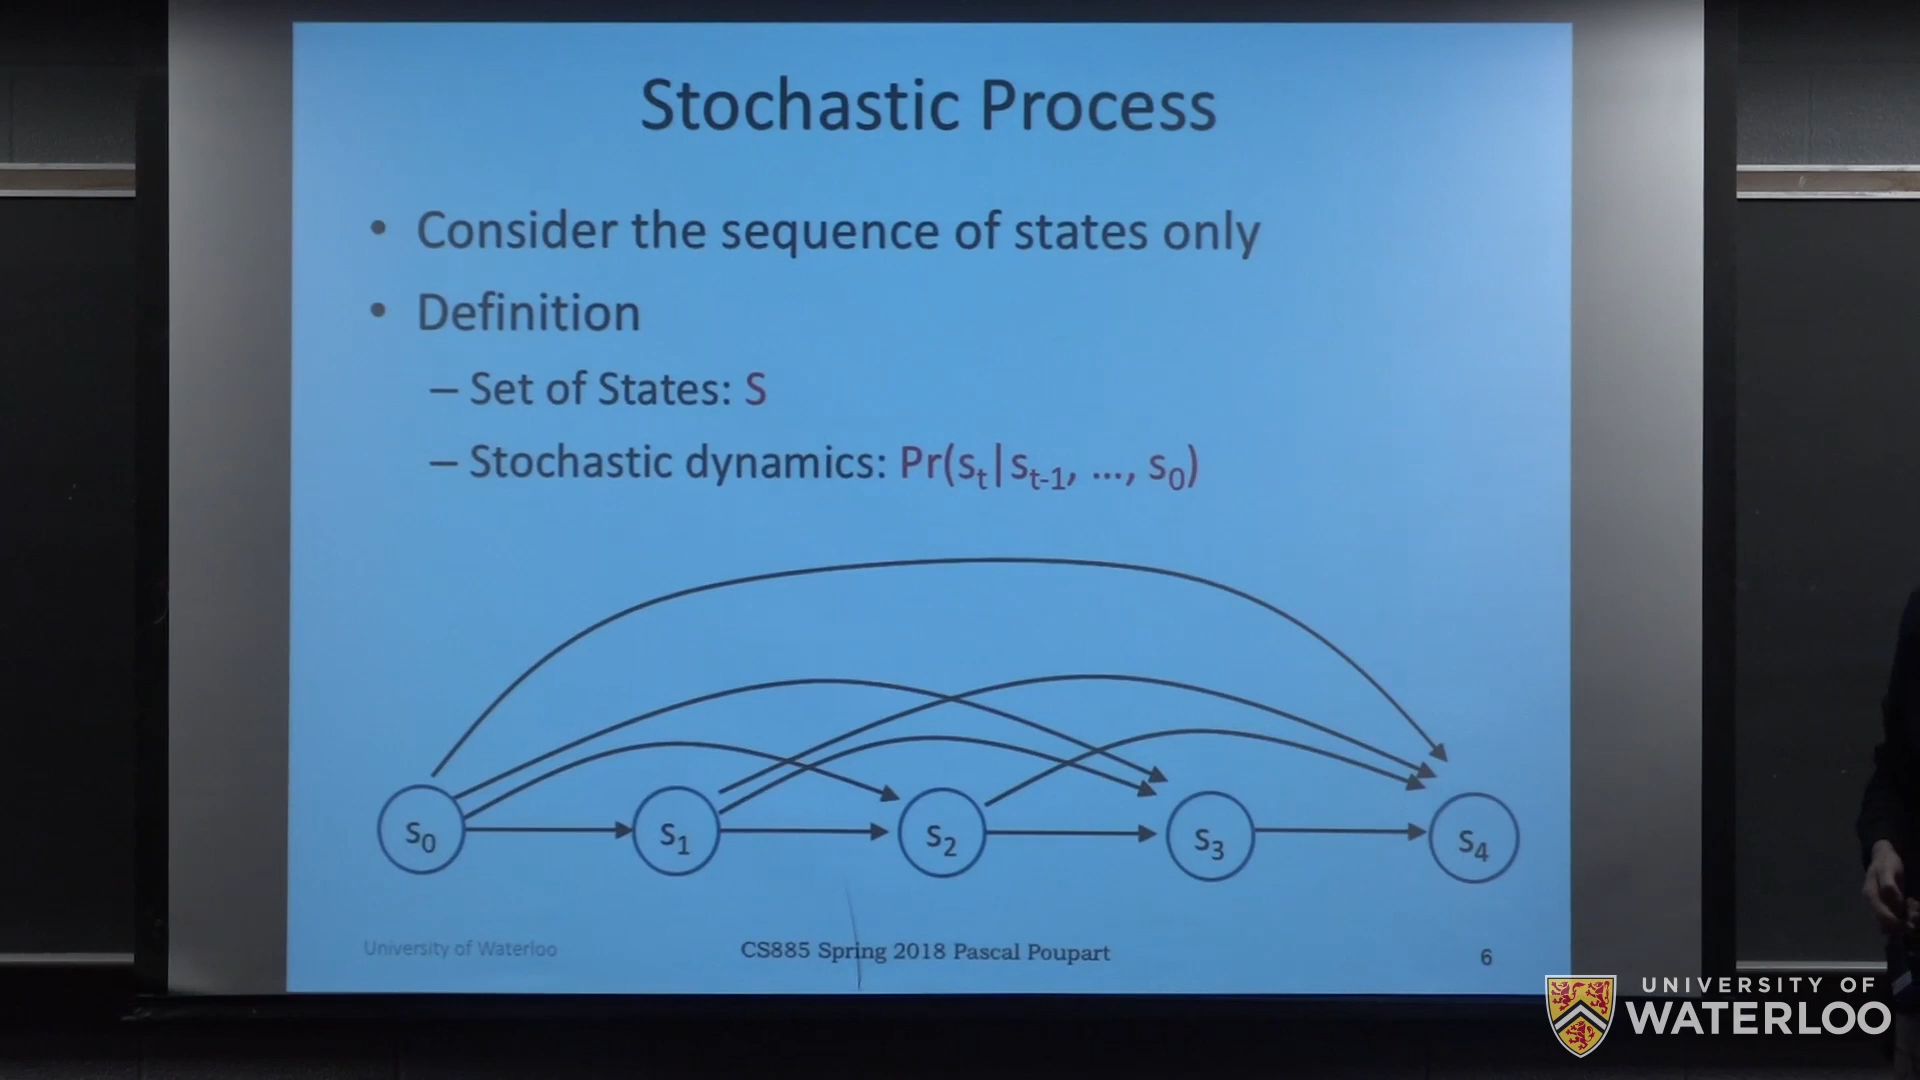 Stochastic Process
• Consider the sequence of states only
• Definition
– Set of States: S
– Stochastic dynamics: Pr(sₜ|sₜ₋₁, ..., s₀)
s₀ s₁ s₂ s₃ s₄
University of Waterloo CS885 Spring 2018 Pascal Poupart 6
UNIVERSITY OF
WATERLOO